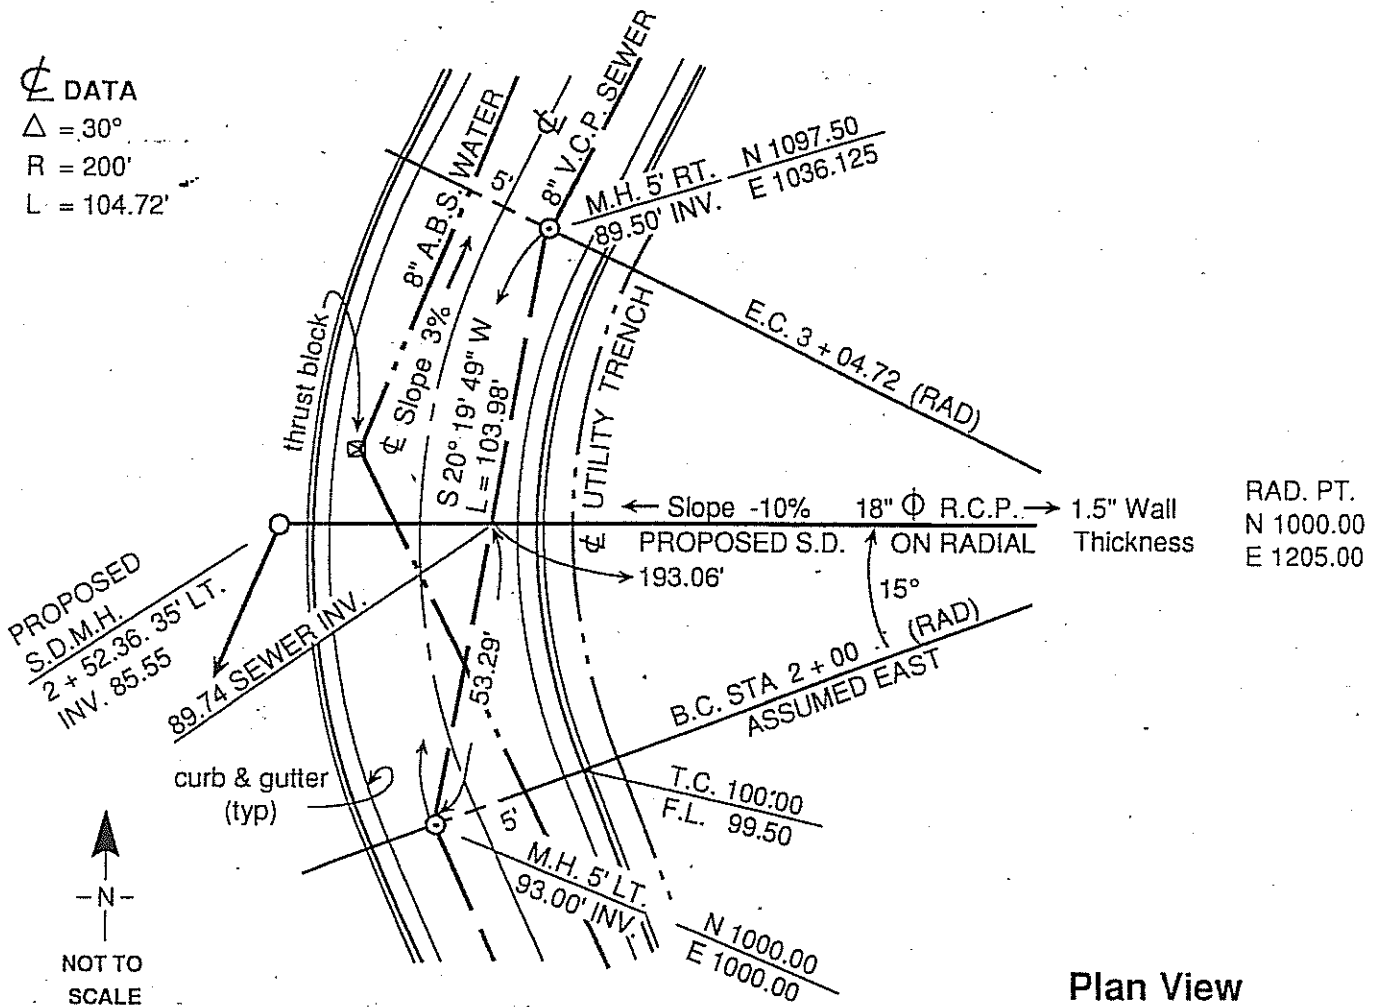 ℄ DATA
Δ = 30°
R = 200'
L = 104.72'
8" A.B.S. WATER
℄
8" V.C.P. SEWER
5'
M.H. 5' RT.
89.50' INV.
N 1097.50
E 1036.125
thrust block
℄ Slope 3%
S 20° 19' 49" W
L = 103.98'
℄ UTILITY TRENCH
E.C. 3 + 04.72 (RAD)
Slope -10%
18" Φ R.C.P.
1.5" Wall
Thickness
PROPOSED S.D.
ON RADIAL
193.06'
15°
RAD. PT.
N 1000.00
E 1205.00
PROPOSED
S.D.M.H.
2 + 52.36. 35' LT.
INV. 85.55
89.74 SEWER INV.
53.29'
B.C. STA 2 + 00 (RAD)
ASSUMED EAST
curb & gutter
(typ)
5'
T.C. 100.00
F.L. 99.50
M.H. 5' LT.
93.00' INV.
N 1000.00
E 1000.00
-N-
NOT TO
SCALE
Plan View